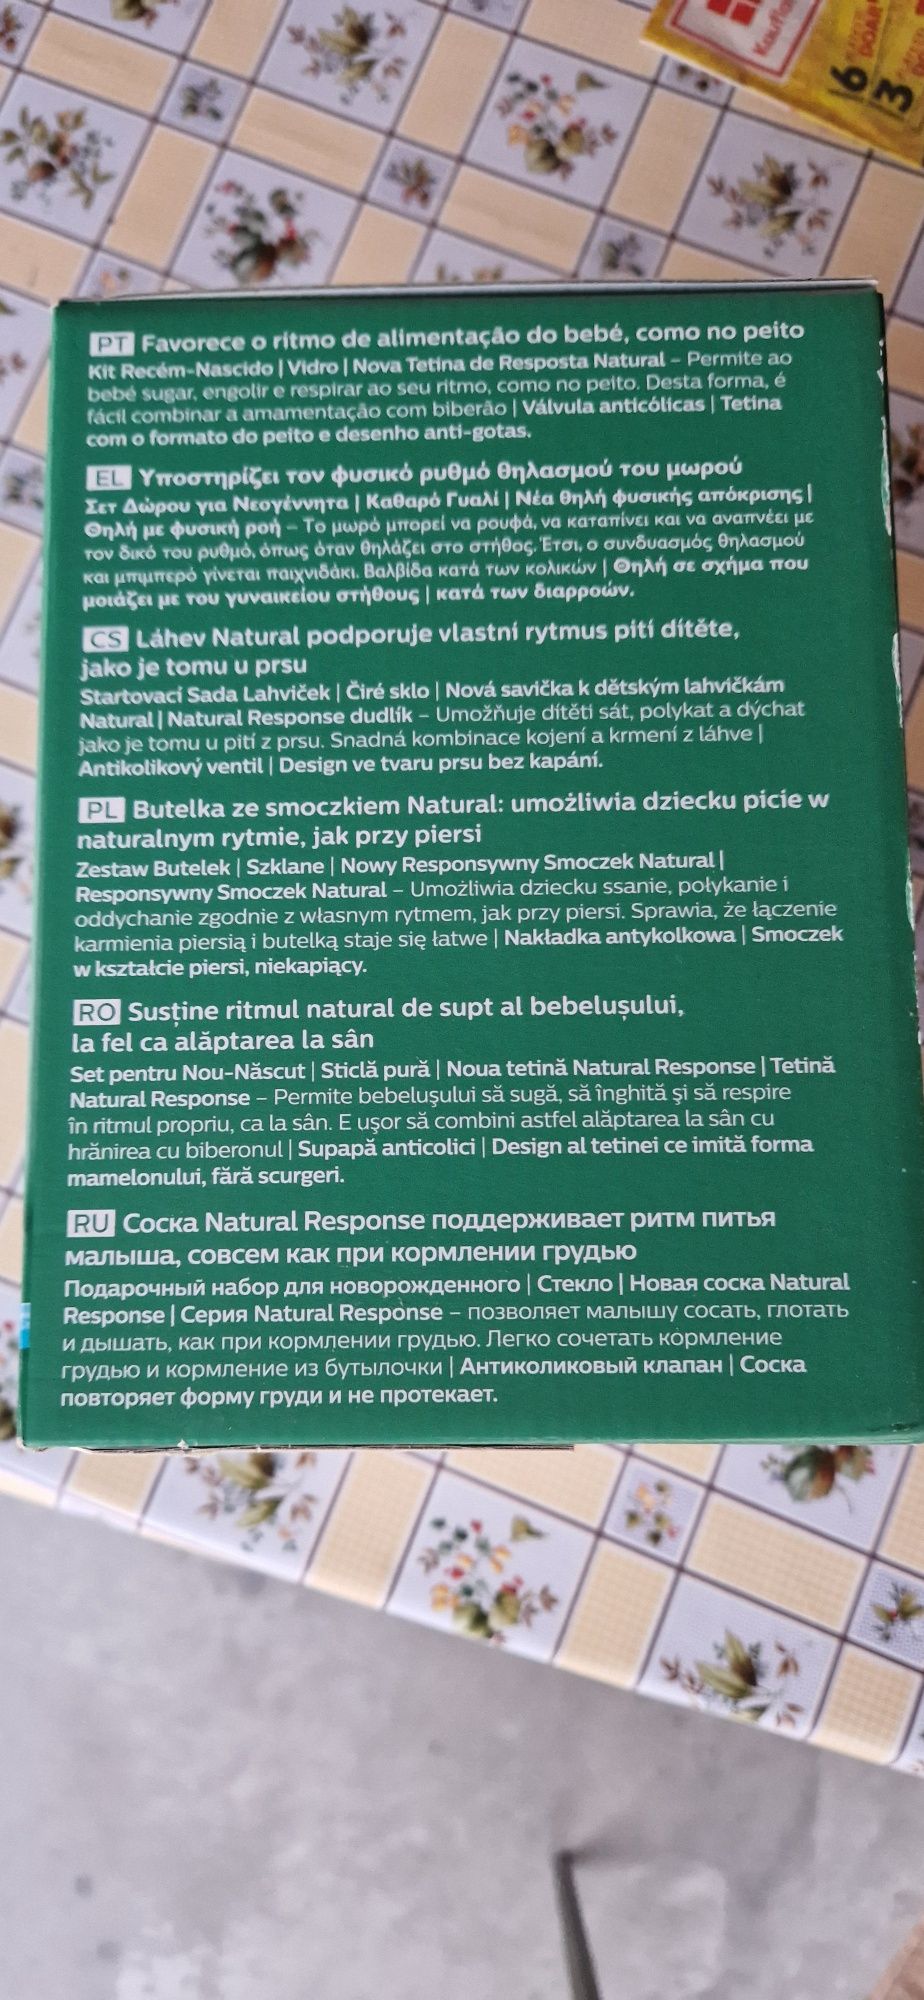 Kaufland
6
3
PT Favorece o ritmo de alimentação do bebé, como no peito
Kit Recém-Nascido | Vidro | Nova Tetina de Resposta Natural – Permite ao
bebé sugar, engolir e respirar ao seu ritmo, como no peito. Desta forma, é
fácil combinar a amamentação com biberão | Válvula anticólicas | Tetina
com o formato do peito e desenho anti-gotas.
EL Υποστηρίζει τον φυσικό ρυθμό θηλασμού του μωρού
Σετ Δώρου για Νεογέννητα | Καθαρό Γυαλί | Νέα θηλή φυσικής απόκρισης |
Θηλή με φυσική ροή – Το μωρό μπορεί να ρουφά, να καταπίνει και να αναπνέει με
τον δικό του ρυθμό, όπως όταν θηλάζει στο στήθος. Έτσι, ο συνδυασμός θηλασμού
και μπιμπερό γίνεται παιχνιδάκι. Βαλβίδα κατά των κολικών | Θηλή σε σχήμα που
μοιάζει με του γυναικείου στήθους | κατά των διαρροών.
CS Láhev Natural podporuje vlastní rytmus pití dítěte,
jako je tomu u prsu
Startovací Sada Lahviček | Čiré sklo | Nová savička k dětským lahvičkám
Natural | Natural Response dudlík – Umožňuje dítěti sát, polykat a dýchat
jako je tomu u pití z prsu. Snadná kombinace kojení a krmení z láhve |
Antikolikový ventil | Design ve tvaru prsu bez kapání.
PL Butelka ze smoczkiem Natural: umożliwia dziecku picie w
naturalnym rytmie, jak przy piersi
Zestaw Butelek | Szklane | Nowy Responsywny Smoczek Natural |
Responsywny Smoczek Natural – Umożliwia dziecku ssanie, połykanie i
oddychanie zgodnie z własnym rytmem, jak przy piersi. Sprawia, że łączenie
karmienia piersią i butelką staje się łatwe | Nakładka antykolkowa | Smoczek
w kształcie piersi, niekapiący.
RO Susține ritmul natural de supt al bebelușului,
la fel ca alăptarea la sân
Set pentru Nou-Născut | Sticlă pură | Noua tetină Natural Response | Tetină
Natural Response – Permite bebeluşului să sugă, să înghită şi să respire
în ritmul propriu, ca la sân. E uşor să combini astfel alăptarea la sân cu
hrănirea cu biberonul | Supapă anticolici | Design al tetinei ce imită forma
mamelonului, fără scurgeri.
RU Соска Natural Response поддерживает ритм питья
малыша, совсем как при кормлении грудью
Подарочный набор для новорожденного | Стекло | Новая соска Natural
Response | Серия Natural Response – позволяет малышу сосать, глотать
и дышать, как при кормлении грудью. Легко сочетать кормление
грудью и кормление из бутылочки | Антиколиковый клапан | Соска
повторяет форму груди и не протекает.